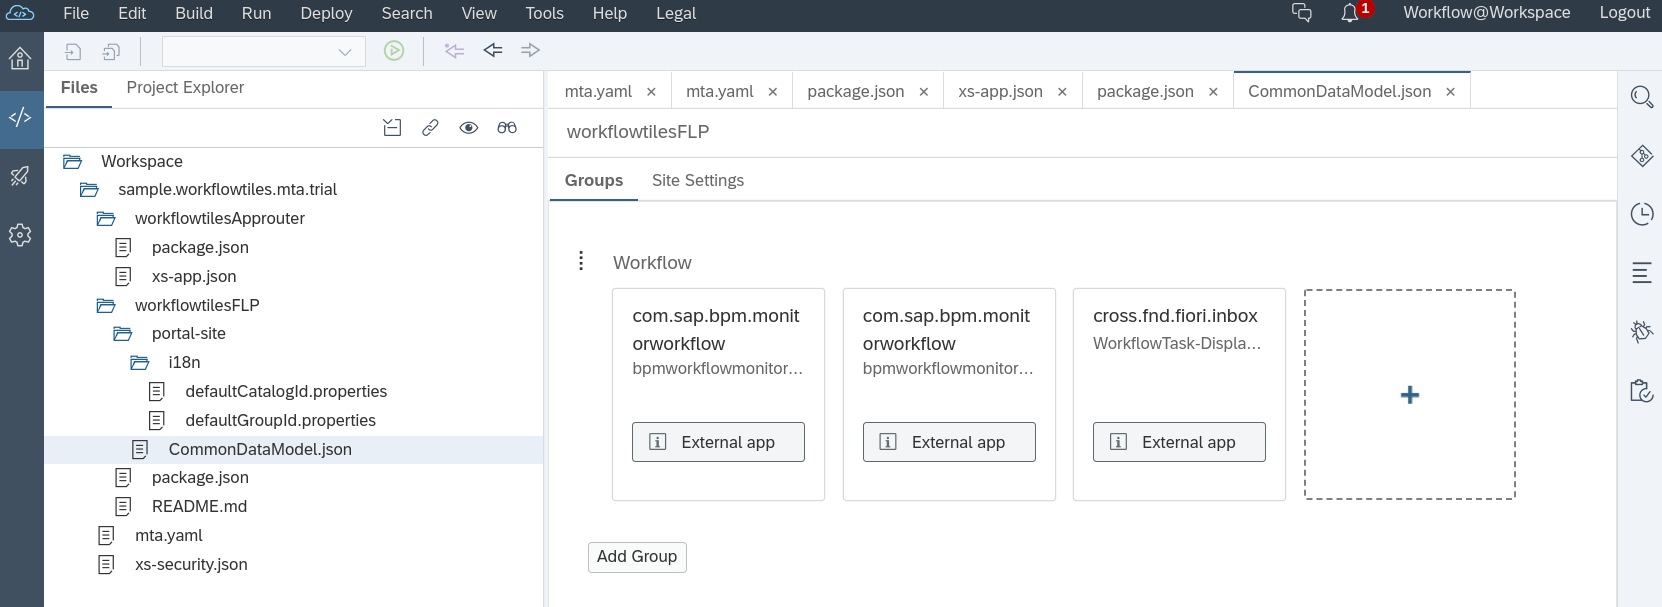 File Edit Build Run Deploy Search View Tools Help Legal 1 Workflow@Workspace Logout
Files Project Explorer
mta.yaml × mta.yaml × package.json × xs-app.json × package.json × CommonDataModel.json ×
workflowtilesFLP
Workspace
sample.workflowtiles.mta.trial
workflowtilesApprouter
package.json
xs-app.json
workflowtilesFLP
portal-site
i18n
defaultCatalogId.properties
defaultGroupId.properties
CommonDataModel.json
package.json
README.md
mta.yaml
xs-security.json
Groups Site Settings
Workflow
com.sap.bpm.monit
orworkflow
bpmworkflowmonitor...
External app
com.sap.bpm.monit
orworkflow
bpmworkflowmonitor...
External app
cross.fnd.fiori.inbox
WorkflowTask-Displa...
External app
+
Add Group